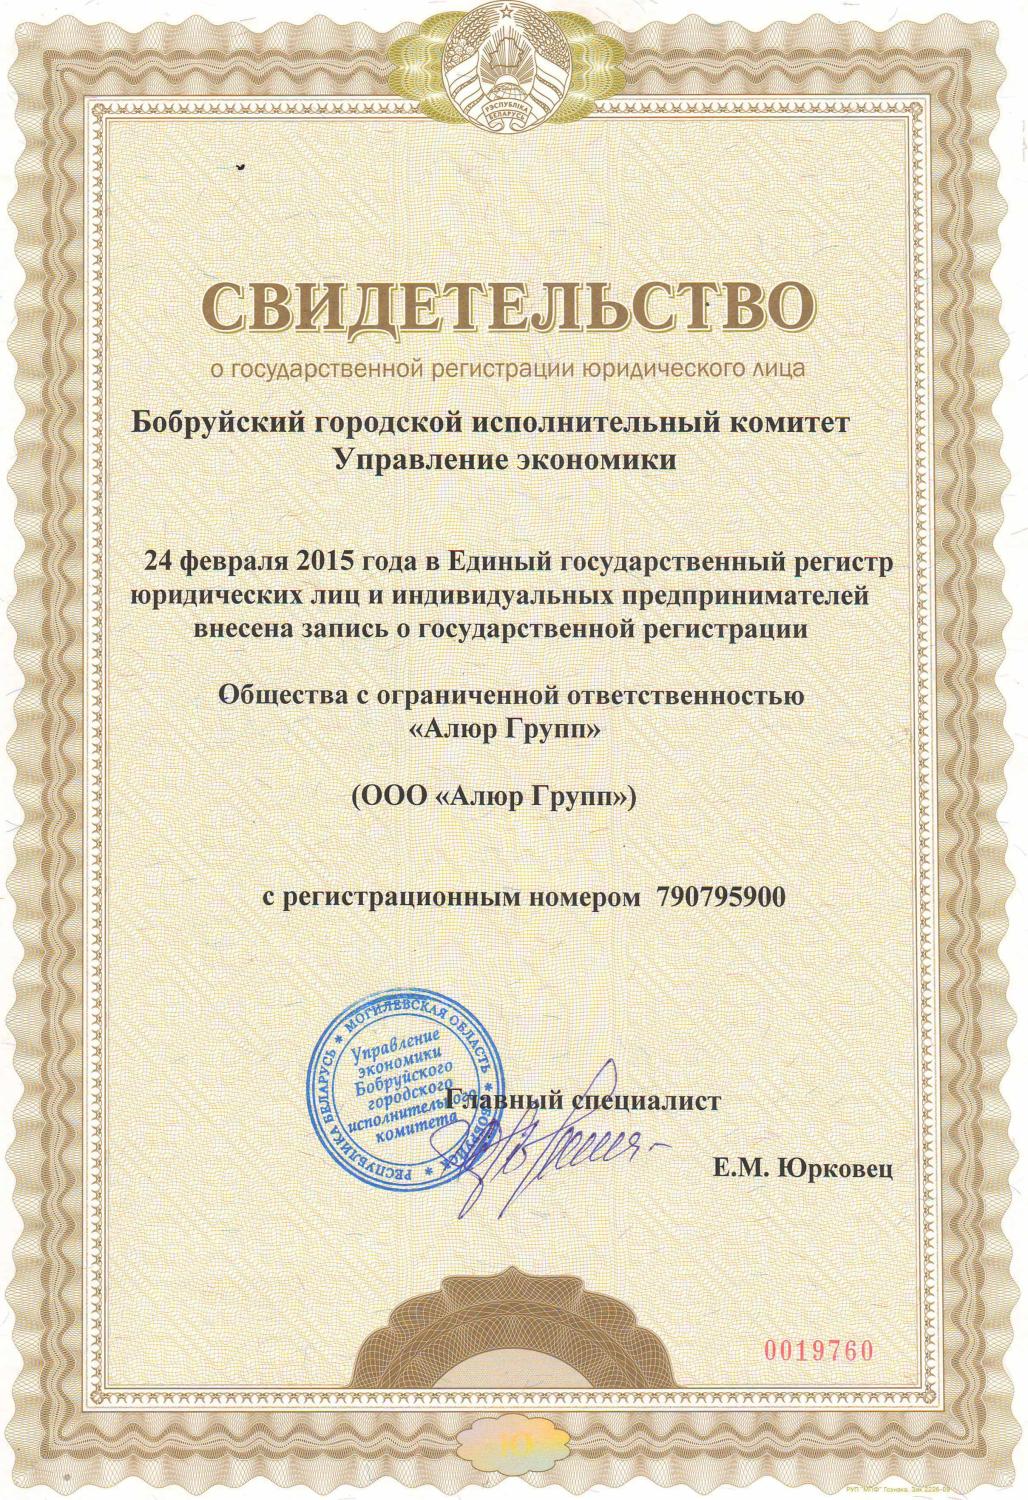 РЭСПУБЛІКА
БЕЛАРУСЬ
СВИДЕТЕЛЬСТВО
о государственной регистрации юридического лица
Бобруйский городской исполнительный комитет
Управление экономики
24 февраля 2015 года в Единый государственный регистр
юридических лиц и индивидуальных предпринимателей
внесена запись о государственной регистрации
Общества с ограниченной ответственностью
«Алюр Групп»
(ООО «Алюр Групп»)
с регистрационным номером 790795900
РЕСПУБЛИКА БЕЛАРУСЬ * МОГИЛЕВСКАЯ ОБЛАСТЬ * БОБРУЙСК *
Управление
экономики
Бобруйского
городского
исполнительного
комитета
Главный специалист
Е.М. Юрковец
0019760
Ю
РУП "МПФ" Гознака. Зак 2226-09